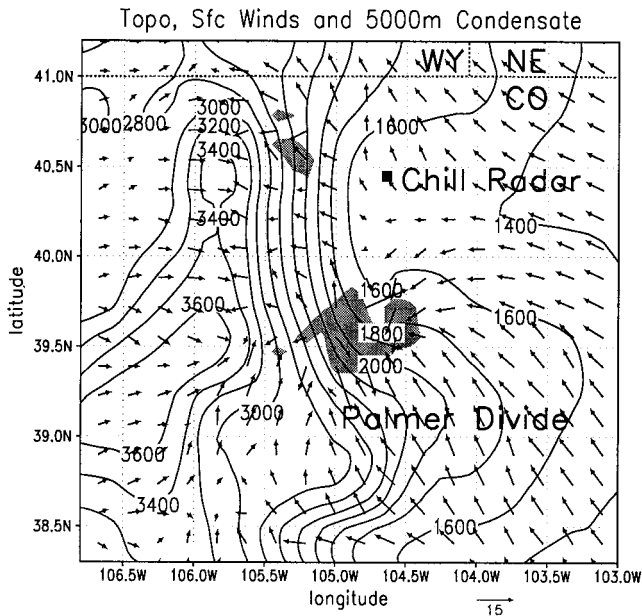 Topo, Sfc Winds and 5000m Condensate
41.0N
WY
NE
CO
3000
2800
3000
3200
3400
1600
40.5N
Chill Radar
3400
1400
40.0N
latitude
3600
1600
1600
1800
39.5N
2000
3000
Palmer Divide
39.0N
3600
3400
1600
38.5N
106.5W 106.0W 105.5W 105.0W 104.5W 104.0W 103.5W 103.0W
longitude
15